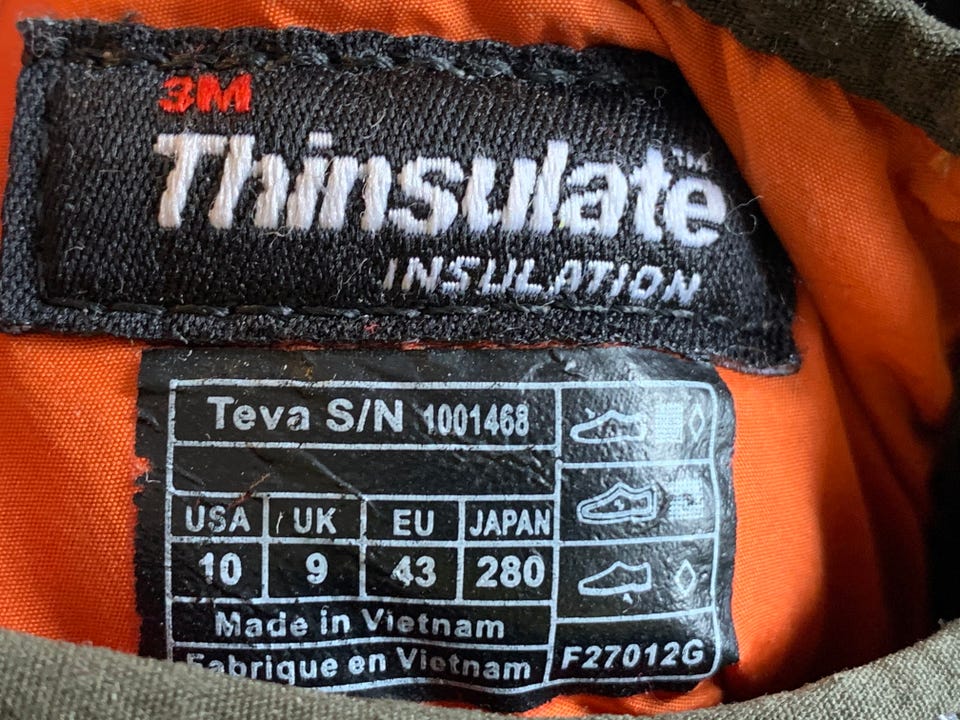 3M
Thinsulate™
INSULATION
Teva S/N 1001468
USA UK EU JAPAN
10 9 43 280
Made in Vietnam
Fabrique en Vietnam
F27012G